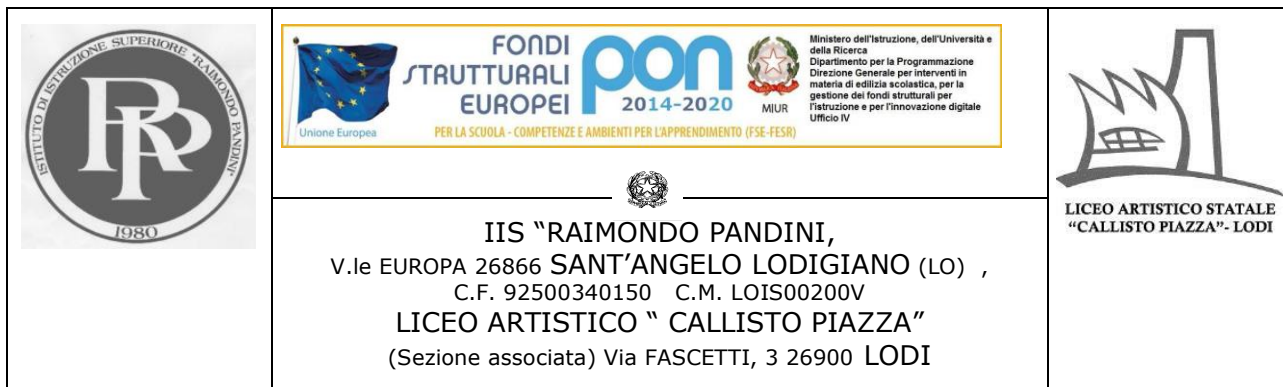 ISTITUTO DI ISTRUZIONE SUPERIORE "RAIMONDO PANDINI"
1980
FONDI
STRUTTURALI
EUROPEI
pon
2014-2020
Unione Europea
MIUR
Ministero dell'Istruzione, dell'Università e
della Ricerca
Dipartimento per la Programmazione
Direzione Generale per interventi in
materia di edilizia scolastica, per la
gestione dei fondi strutturali per
l'istruzione e per l'innovazione digitale
Ufficio IV
PER LA SCUOLA - COMPETENZE E AMBIENTI PER L'APPRENDIMENTO (FSE-FESR)
IIS “RAIMONDO PANDINI,
V.le EUROPA 26866 SANT’ANGELO LODIGIANO (LO) ,
C.F. 92500340150 C.M. LOIS00200V
LICEO ARTISTICO “ CALLISTO PIAZZA”
(Sezione associata) Via FASCETTI, 3 26900 LODI
LICEO ARTISTICO STATALE
“CALLISTO PIAZZA”- LODI